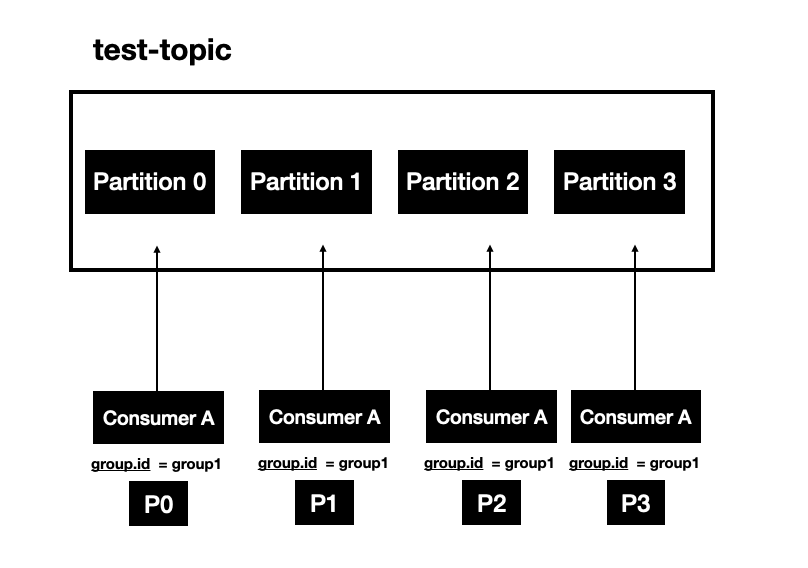 test-topic
Partition 0 Partition 1 Partition 2 Partition 3
Consumer A Consumer A Consumer A Consumer A
group.id = group1 group.id = group1 group.id = group1 group.id = group1
P0 P1 P2 P3